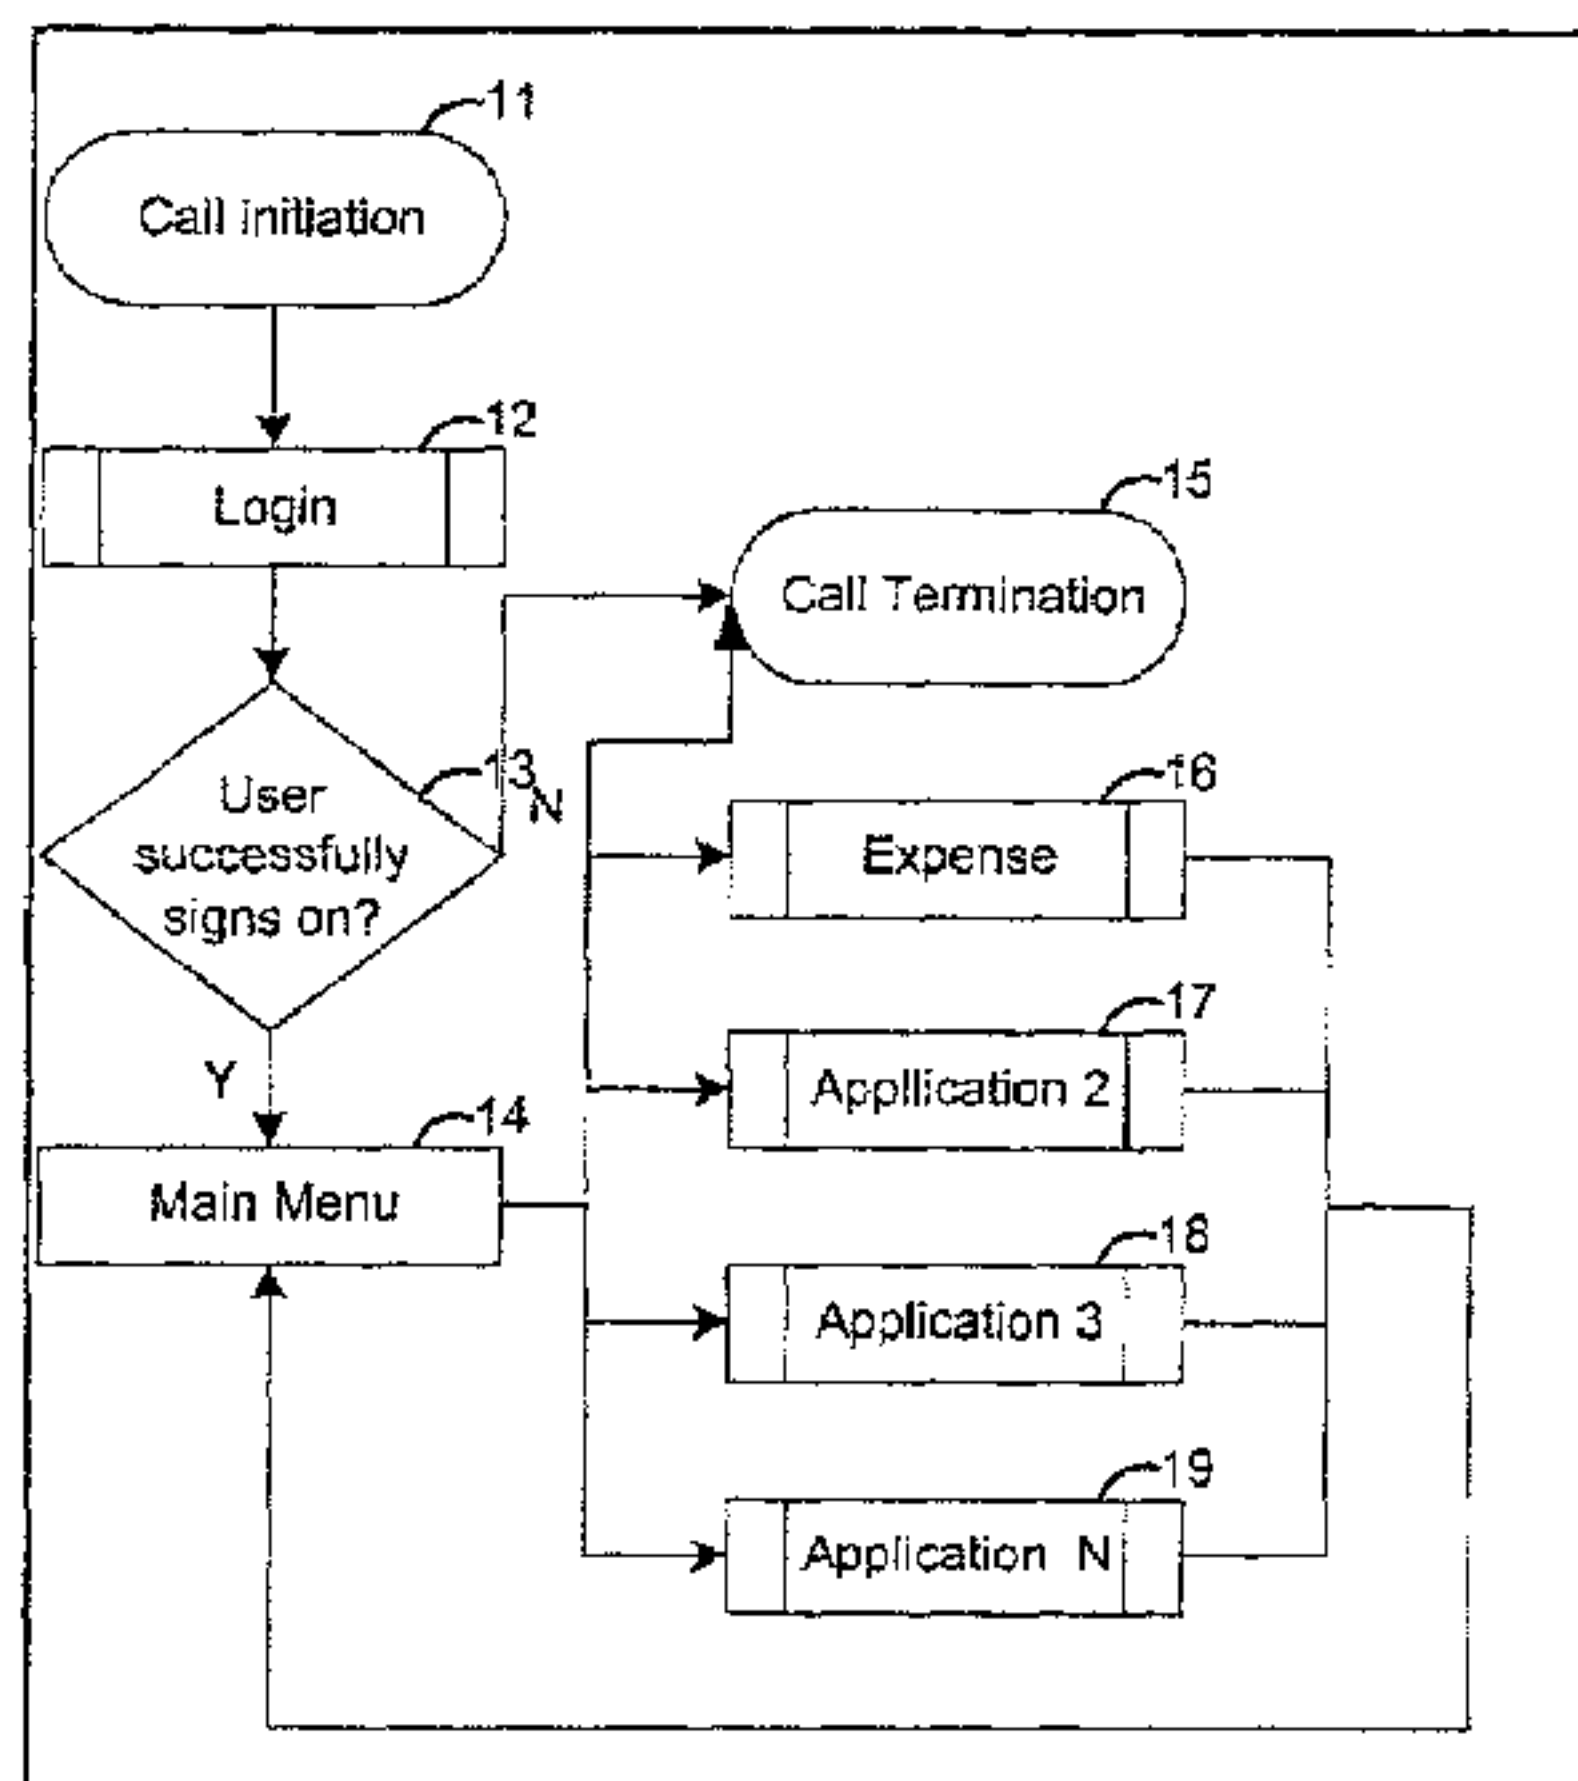 11
Call initiation
12
Login
15
Call Termination
13
N
User
successfully
signs on?
16
Expense
17
Appllication 2
Y
14
Main Menu
18
Application 3
19
Application N